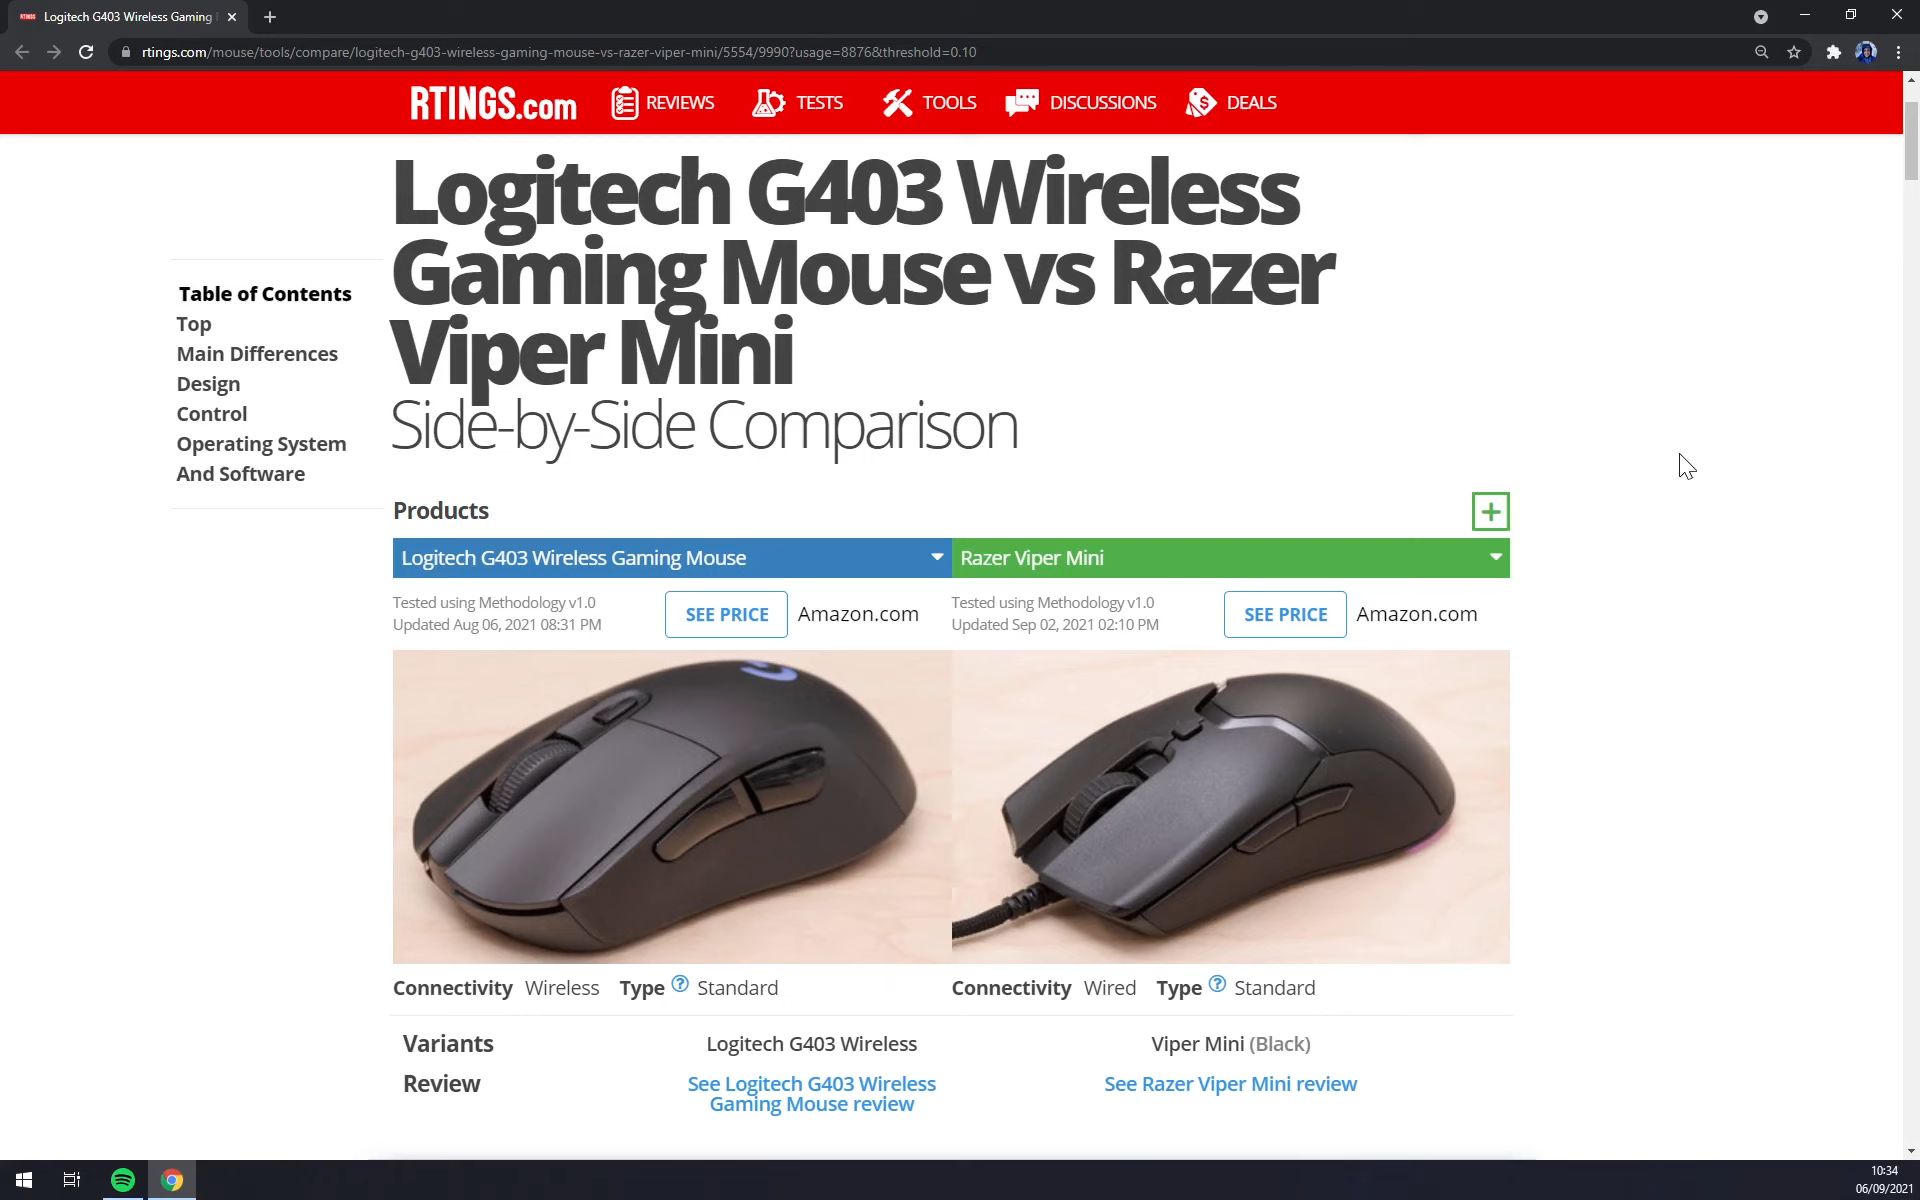 Logitech G403 Wireless Gaming
rtings.com/mouse/tools/compare/logitech-g403-wireless-gaming-mouse-vs-razer-viper-mini/5554/9990?usage=8876&threshold=0.10
RTINGS.com REVIEWS TESTS TOOLS DISCUSSIONS DEALS
Logitech G403 Wireless
Gaming Mouse vs Razer
Viper Mini
Side-by-Side Comparison
Table of Contents
Top
Main Differences
Design
Control
Operating System
And Software
Products
Logitech G403 Wireless Gaming Mouse
Razer Viper Mini
Tested using Methodology v1.0
Updated Aug 06, 2021 08:31 PM
SEE PRICE Amazon.com
Tested using Methodology v1.0
Updated Sep 02, 2021 02:10 PM
SEE PRICE Amazon.com
Connectivity Wireless Type ? Standard
Connectivity Wired Type ? Standard
Variants Logitech G403 Wireless Viper Mini (Black)
Review See Logitech G403 Wireless
Gaming Mouse review
See Razer Viper Mini review
10:34
06/09/2021